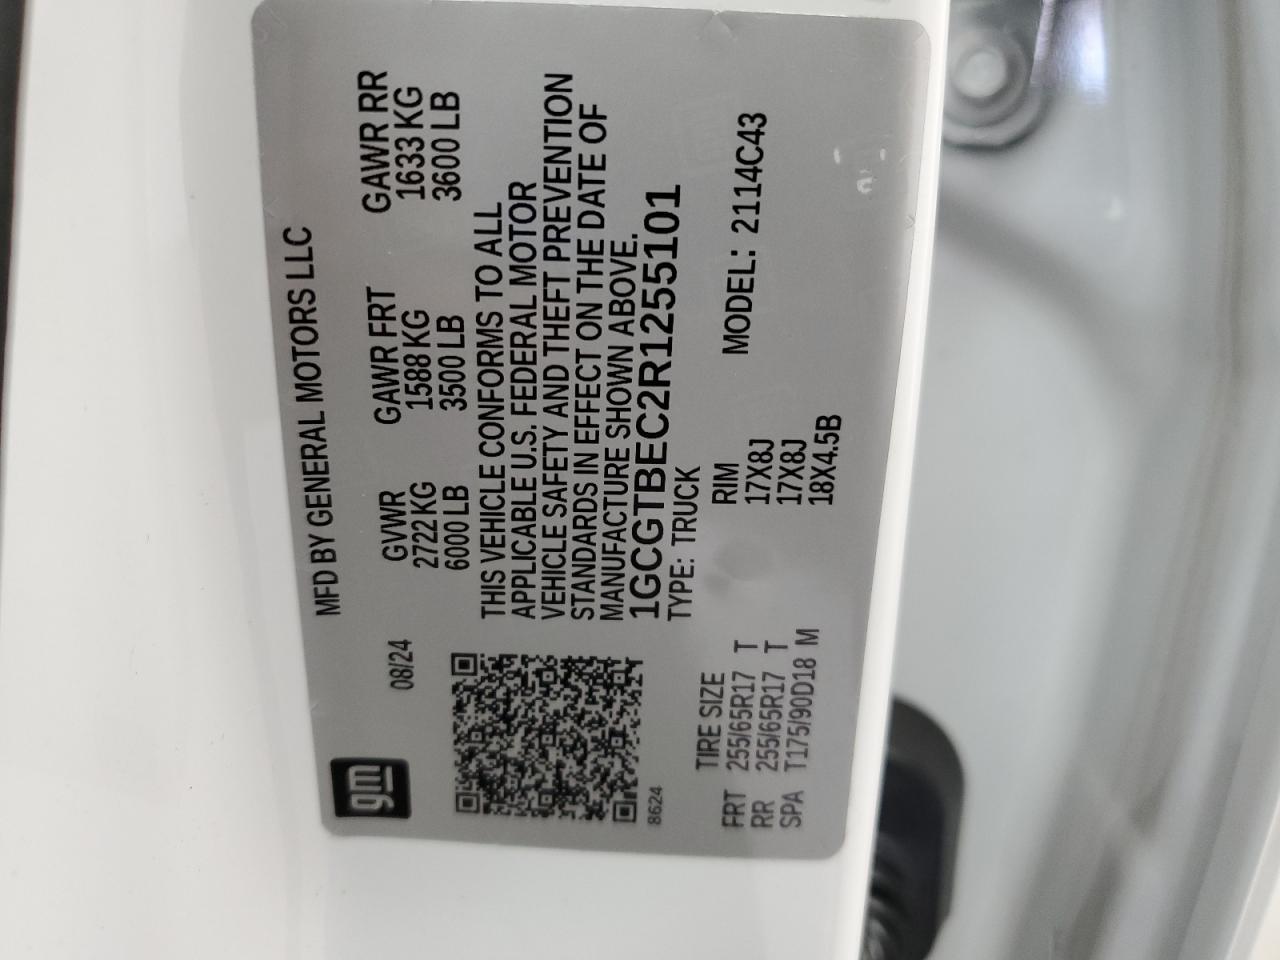 gm
MFD BY GENERAL MOTORS LLC
08/24
GVWR GAWR FRT GAWR RR
2722 KG 1588 KG 1633 KG
6000 LB 3500 LB 3600 LB
THIS VEHICLE CONFORMS TO ALL
APPLICABLE U.S. FEDERAL MOTOR
VEHICLE SAFETY AND THEFT PREVENTION
STANDARDS IN EFFECT ON THE DATE OF
MANUFACTURE SHOWN ABOVE.
1GCGTBEC2R1255101
8624
TYPE: TRUCK
TIRE SIZE RIM MODEL: 2114C43
FRT 255/65R17 T 17X8J
RR 255/65R17 T 17X8J
SPA T175/90D18 M 18X4.5B